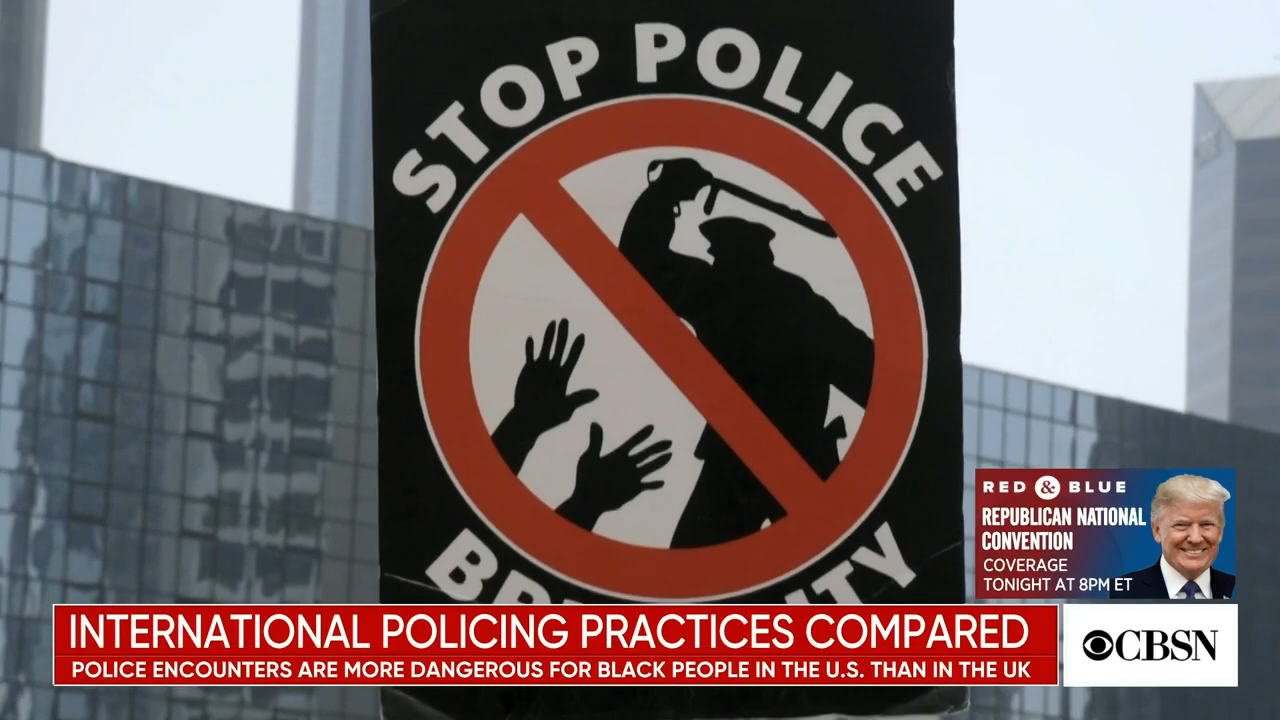 STOP POLICE
RED & BLUE
REPUBLICAN NATIONAL
CONVENTION
COVERAGE
TONIGHT AT 8PM ET
INTERNATIONAL POLICING PRACTICES COMPARED
POLICE ENCOUNTERS ARE MORE DANGEROUS FOR BLACK PEOPLE IN THE U.S. THAN IN THE UK
CBSN